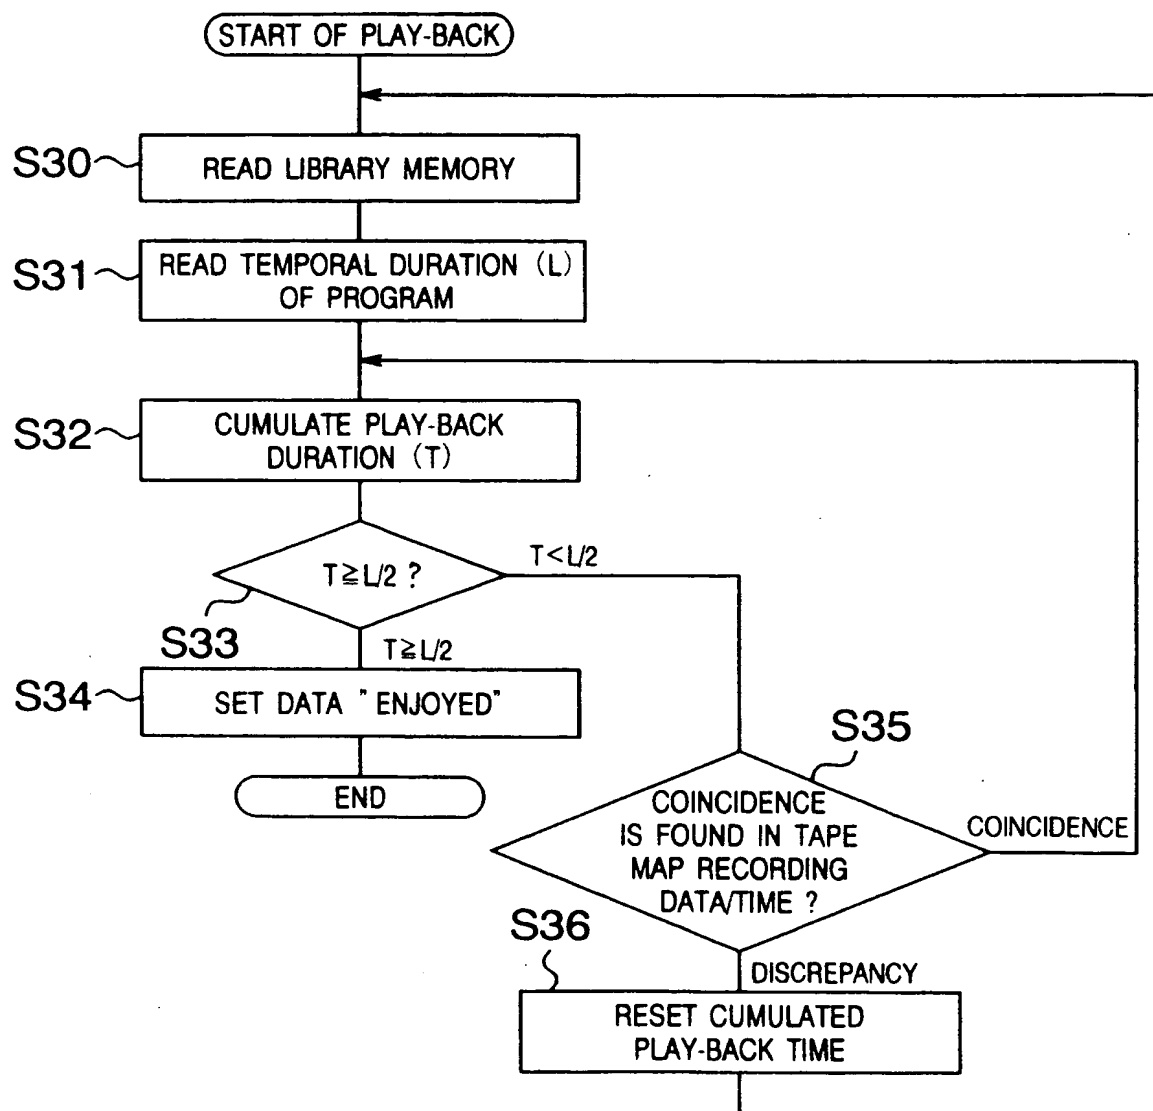 START OF PLAY-BACK
S30
READ LIBRARY MEMORY
S31
READ TEMPORAL DURATION (L)
OF PROGRAM
S32
CUMULATE PLAY-BACK
DURATION (T)
T≧L/2 ?
T<L/2
S33
T≧L/2
S34
SET DATA "ENJOYED"
END
S35
COINCIDENCE
IS FOUND IN TAPE
MAP RECORDING
DATA/TIME ?
COINCIDENCE
S36
DISCREPANCY
RESET CUMULATED
PLAY-BACK TIME